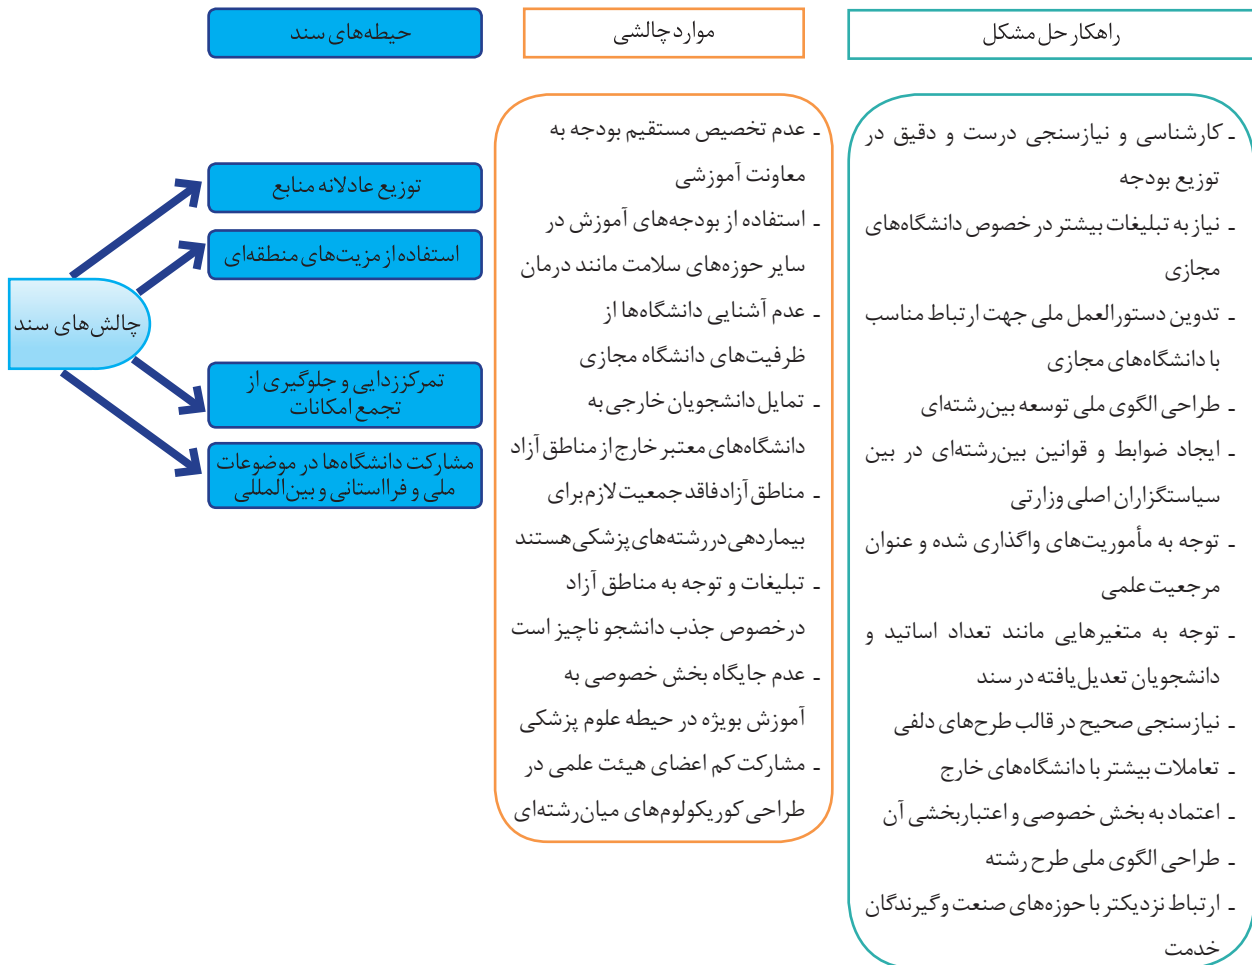 راهکار حل مشکل
موارد چالشی
حیطه‌های سند
چالش‌های سند
توزیع عادلانه منابع
استفاده از مزیت‌های منطقه‌ای
تمرکززدایی و جلوگیری از
تجمع امکانات
مشارکت دانشگاه‌ها در موضوعات
ملی و فرااستانی و بین‌المللی
- عدم تخصیص مستقیم بودجه به
معاونت آموزشی
- استفاده از بودجه‌های آموزش در
سایر حوزه‌های سلامت مانند درمان
- عدم آشنایی دانشگاه‌ها از
ظرفیت‌های دانشگاه مجازی
- تمایل دانشجویان خارجی به
دانشگاه‌های معتبر خارج از مناطق آزاد
- مناطق آزاد فاقد جمعیت لازم برای
بیماردهی در رشته‌های پزشکی هستند
- تبلیغات و توجه به مناطق آزاد
درخصوص جذب دانشجو ناچیز است
- عدم جایگاه بخش خصوصی به
آموزش بویژه در حیطه علوم پزشکی
- مشارکت کم اعضای هیئت علمی در
طراحی کوریکولوم‌های میان‌رشته‌ای
- کارشناسی و نیازسنجی درست و دقیق در
توزیع بودجه
- نیاز به تبلیغات بیشتر در خصوص دانشگاه‌های
مجازی
- تدوین دستورالعمل ملی جهت ارتباط مناسب
با دانشگاه‌های مجازی
- طراحی الگوی ملی توسعه بین‌رشته‌ای
- ایجاد ضوابط و قوانین بین‌رشته‌ای در بین
سیاستگزاران اصلی وزارتی
- توجه به مأموریت‌های واگذاری شده و عنوان
مرجعیت علمی
- توجه به متغیرهایی مانند تعداد اساتید و
دانشجویان تعدیل‌یافته در سند
- نیازسنجی صحیح در قالب طرح‌های دلفی
- تعاملات بیشتر با دانشگاه‌های خارج
- اعتماد به بخش خصوصی و اعتباربخشی آن
- طراحی الگوی ملی طرح رشته
- ارتباط نزدیکتر با حوزه‌های صنعت و گیرندگان
خدمت